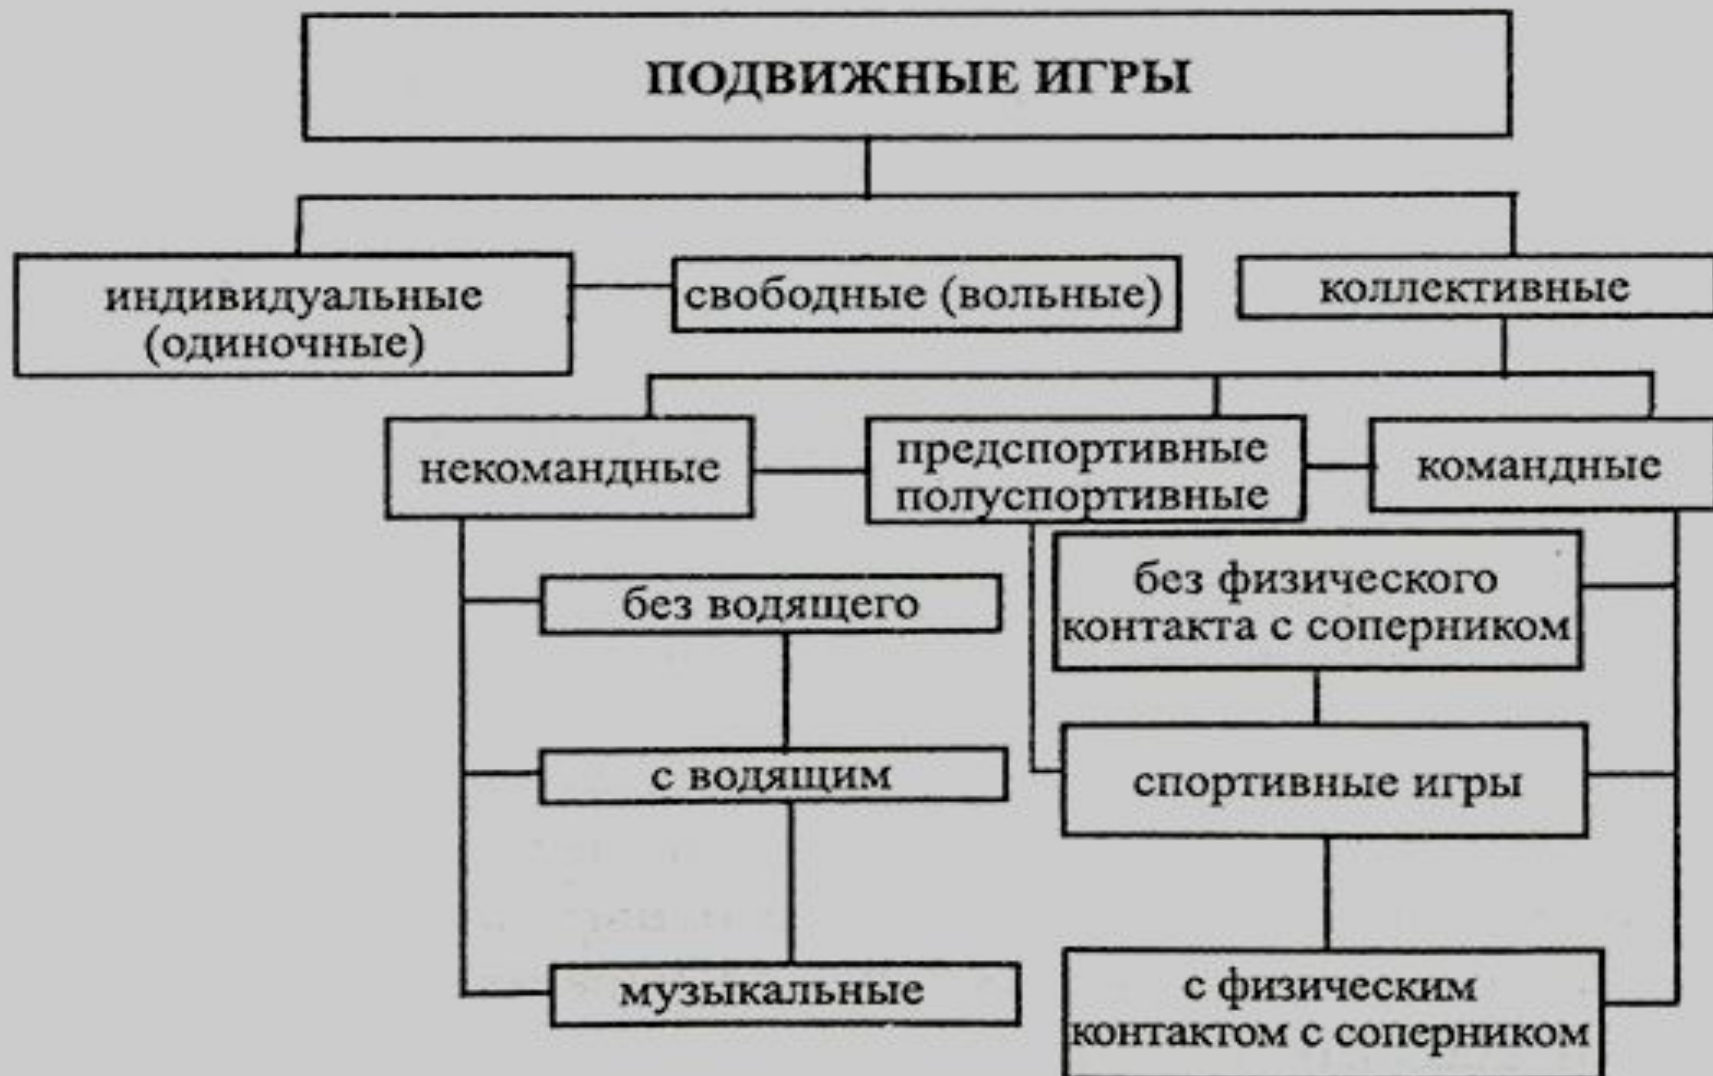 ПОДВИЖНЫЕ ИГРЫ
индивидуальные
(одиночные)
свободные (вольные)
коллективные
некомандные
предспортивные
полуспортивные
командные
без водящего
без физического
контакта с соперником
с водящим
спортивные игры
музыкальные
с физическим
контактом с соперником